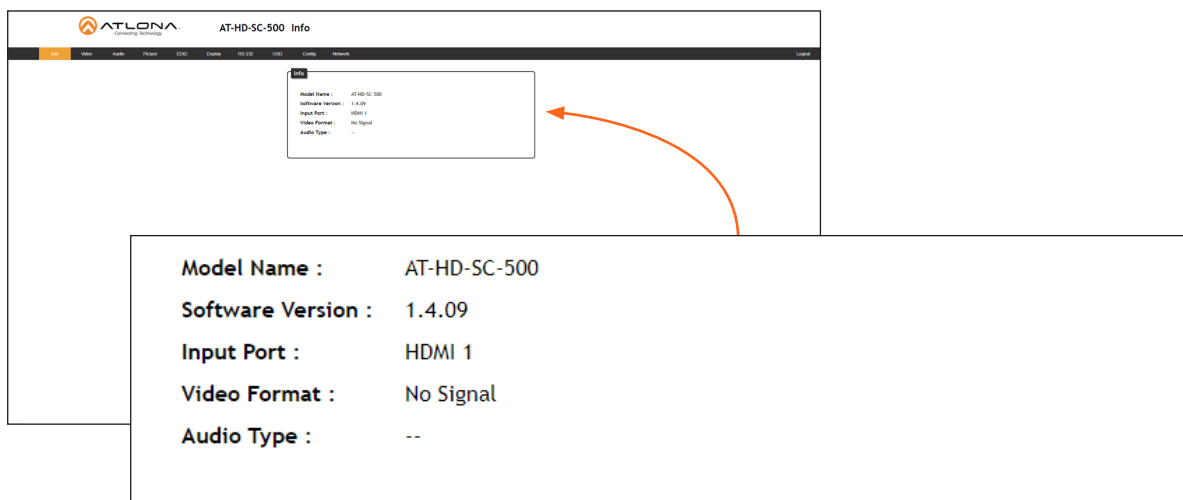 ATLONA
Connecting Technology
AT-HD-SC-500 Info
Info Video Audio Picture EDID Display RS-232 OSD Config Network Logout
Info
Model Name : AT-HD-SC-500
Software Version : 1.4.09
Input Port : HDMI 1
Video Format : No Signal
Audio Type : --
Model Name : AT-HD-SC-500
Software Version : 1.4.09
Input Port : HDMI 1
Video Format : No Signal
Audio Type : --